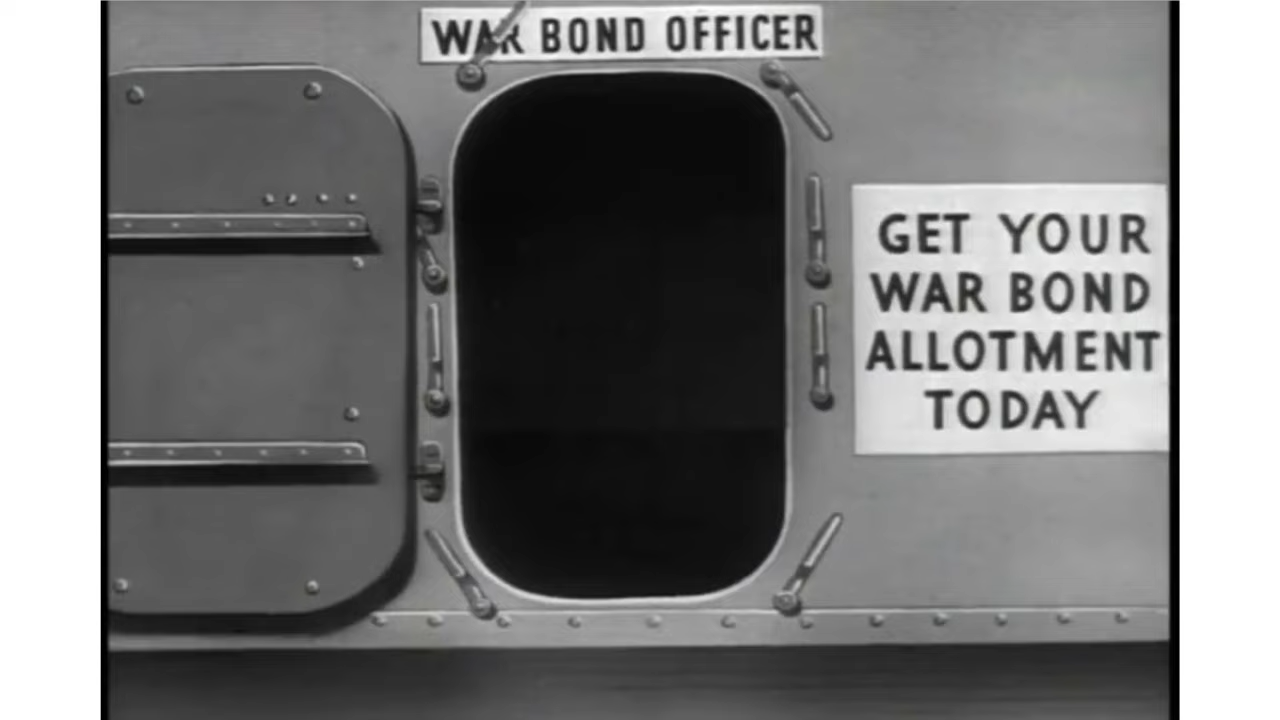 WAR BOND OFFICER
GET YOUR
WAR BOND
ALLOTMENT
TODAY